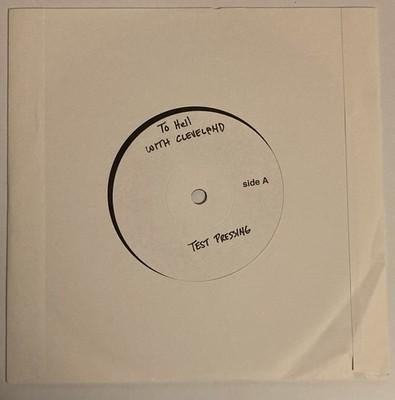 To Hell
WITH CLEVELAND
side A
TEST PRESSING